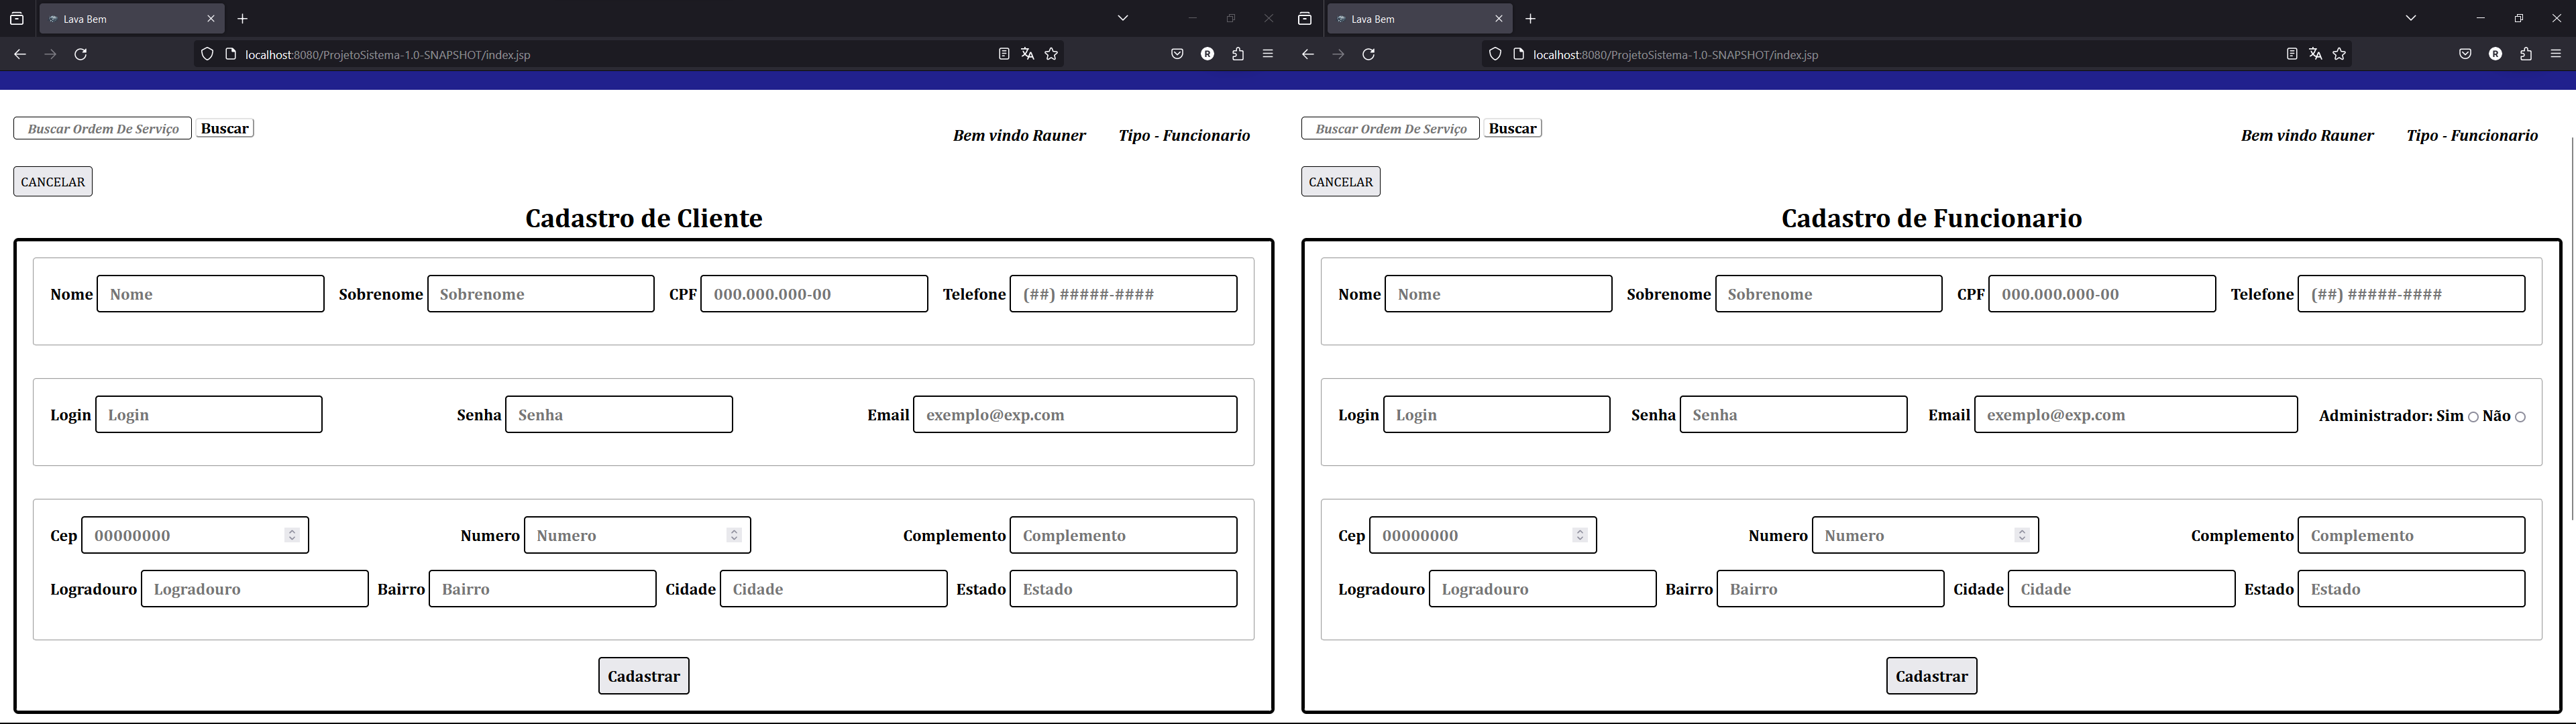 Lava Bem
localhost:8080/ProjetoSistema-1.0-SNAPSHOT/index.jsp
R
Buscar Ordem De Serviço Buscar
Bem vindo Rauner Tipo - Funcionario
CANCELAR
Cadastro de Cliente
Nome Nome Sobrenome Sobrenome CPF 000.000.000-00 Telefone (##) #####-####
Login Login Senha Senha Email exemplo@exp.com
Cep 00000000 Numero Numero Complemento Complemento
Logradouro Logradouro Bairro Bairro Cidade Cidade Estado Estado
Cadastrar
Lava Bem
localhost:8080/ProjetoSistema-1.0-SNAPSHOT/index.jsp
R
Buscar Ordem De Serviço Buscar
Bem vindo Rauner Tipo - Funcionario
CANCELAR
Cadastro de Funcionario
Nome Nome Sobrenome Sobrenome CPF 000.000.000-00 Telefone (##) #####-####
Login Login Senha Senha Email exemplo@exp.com Administrador: Sim Não
Cep 00000000 Numero Numero Complemento Complemento
Logradouro Logradouro Bairro Bairro Cidade Cidade Estado Estado
Cadastrar